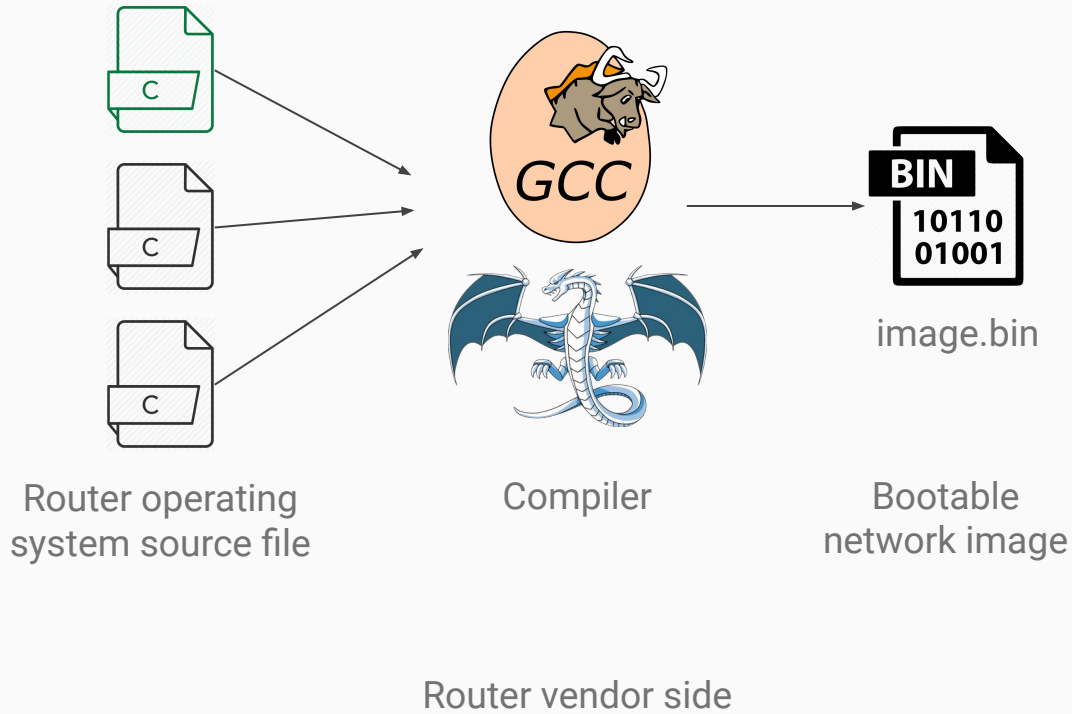 C
C
C
GCC
BIN
10110
01001
image.bin
Router operating
system source file
Compiler
Bootable
network image
Router vendor side